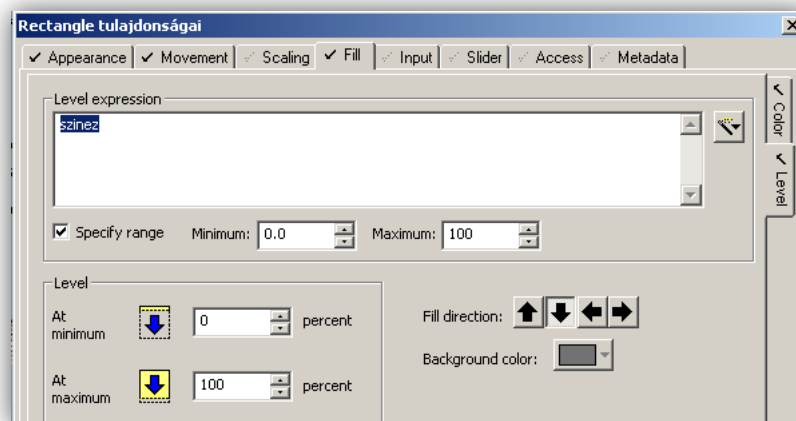 Rectangle tulajdonságai
Appearance Movement Scaling Fill Input Slider Access Metadata
Level expression
szinez
Color
Level
Specify range Minimum: 0.0 Maximum: 100
Level
At minimum 0 percent
Fill direction:
Background color:
At maximum 100 percent